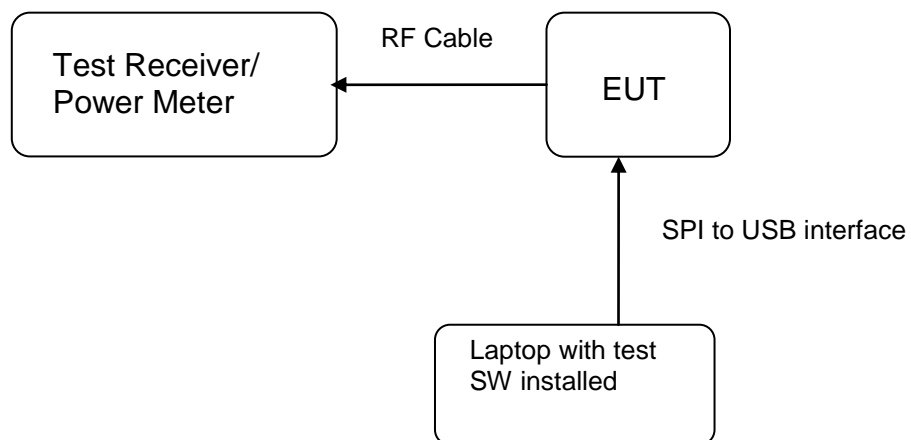 RF Cable
Test Receiver/
Power Meter
EUT
SPI to USB interface
Laptop with test
SW installed